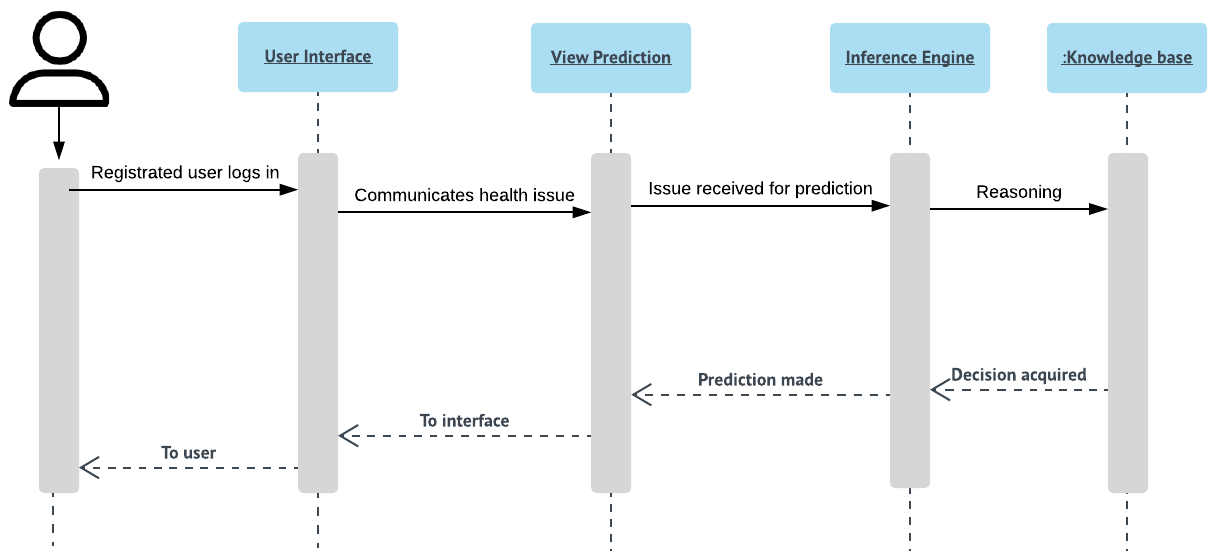 User Interface
View Prediction
Inference Engine
:Knowledge base
Registrated user logs in
Communicates health issue
Issue received for prediction
Reasoning
Decision acquired
Prediction made
To interface
To user